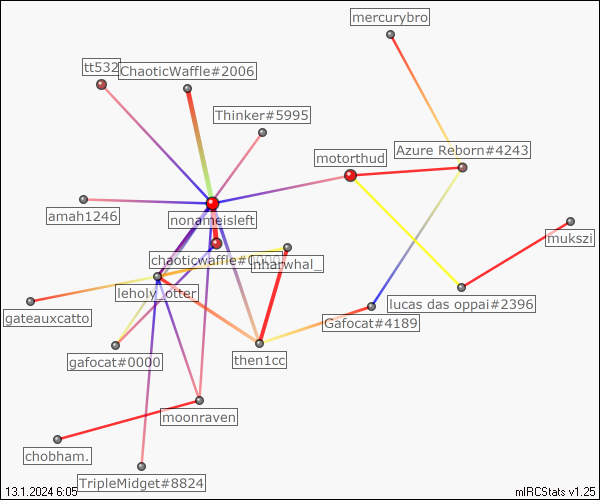 mercurybro
tt532
ChaoticWaffle#2006
Thinker#5995
Azure Reborn#4243
motorthud
amah1246
nonameisleft
mukszi
chaoticwaffle#0000
nharwhal_
leholy_otter
lucas das oppai#2396
gateauxcatto
Gafocat#4189
gafocat#0000
then1cc
moonraven
chobham.
TripleMidget#8824
13.1.2024 6:05
mIRCStats v1.25